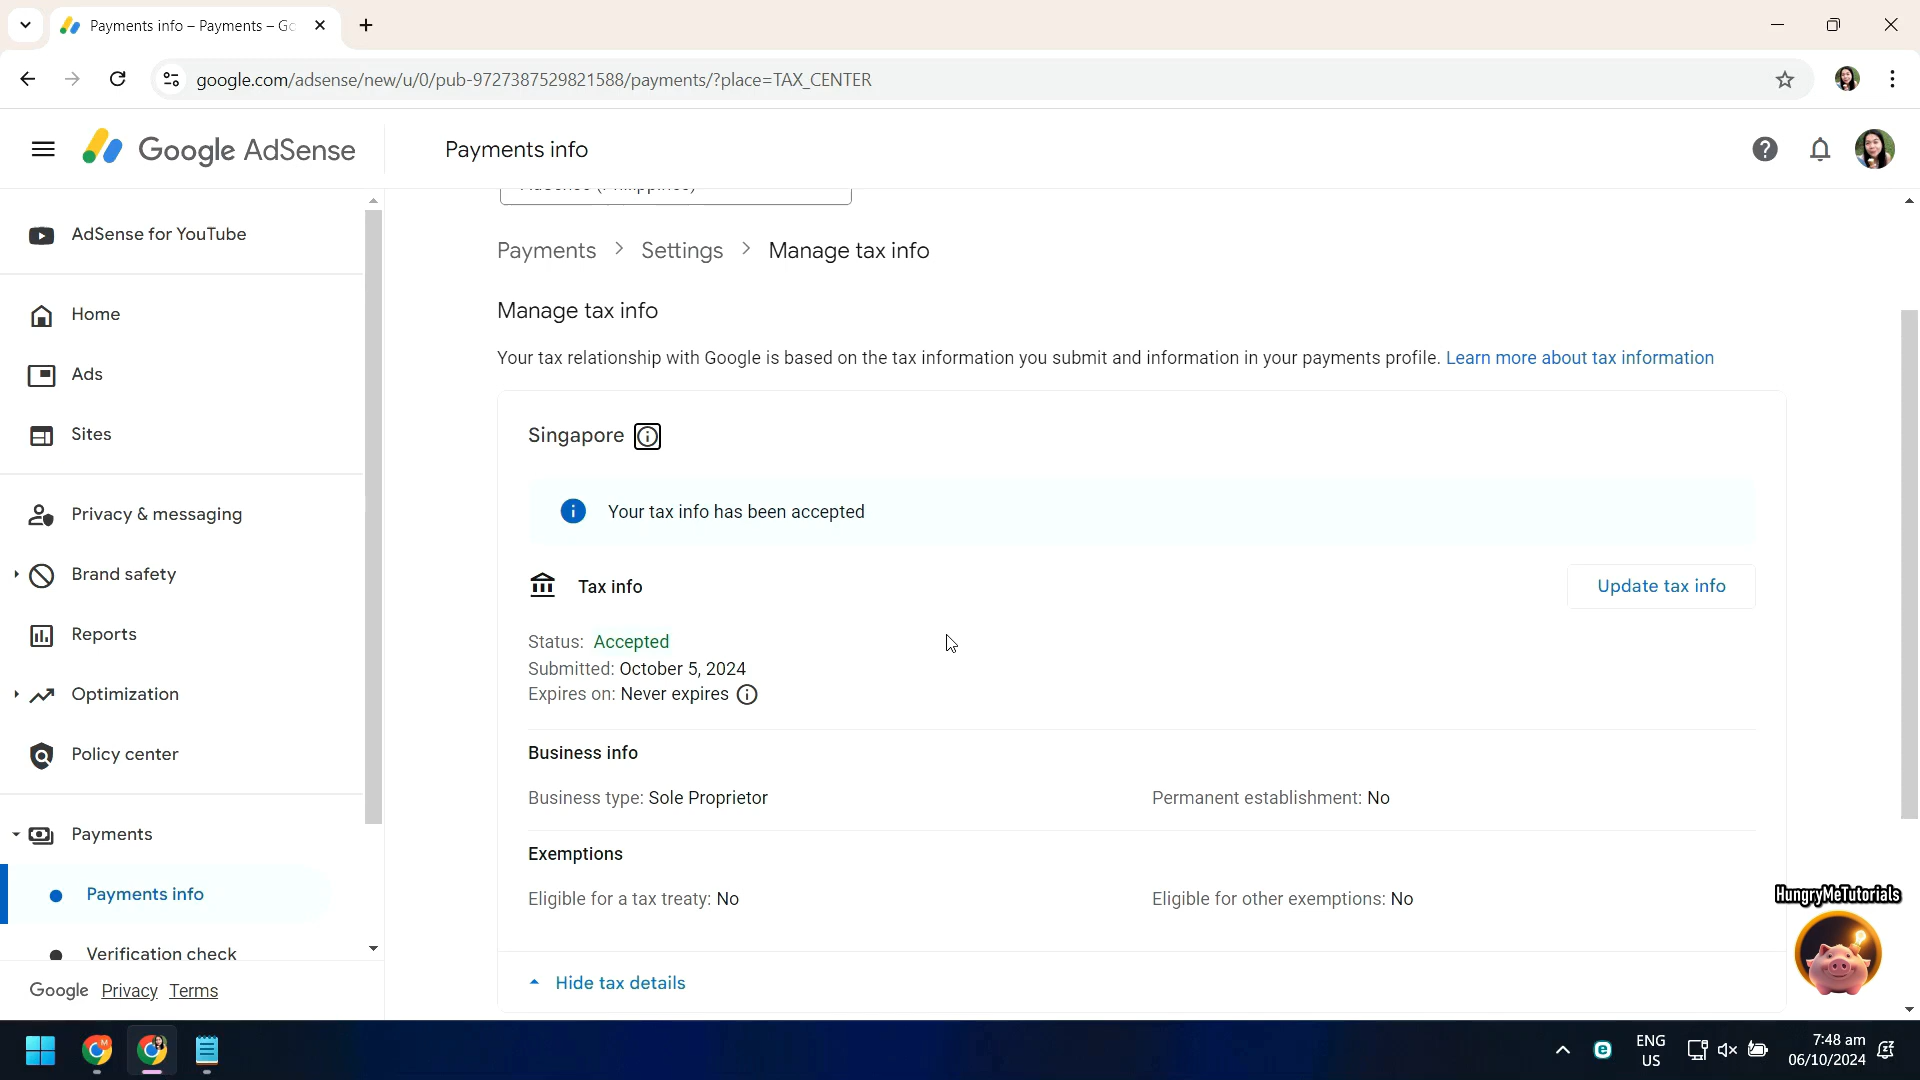 Payments info – Payments – Go
google.com/adsense/new/u/0/pub-9727387529821588/payments/?place=TAX_CENTER
Google AdSense
Payments info
AdSense for YouTube
Home
Ads
Sites
Privacy & messaging
Brand safety
Reports
Optimization
Policy center
Payments
Payments info
Verification check
Google Privacy Terms
AdSense (Philippines)
Payments > Settings > Manage tax info
Manage tax info
Your tax relationship with Google is based on the tax information you submit and information in your payments profile. Learn more about tax information
Singapore
Your tax info has been accepted
Tax info
Update tax info
Status: Accepted
Submitted: October 5, 2024
Expires on: Never expires
Business info
Business type: Sole Proprietor
Permanent establishment: No
Exemptions
Eligible for a tax treaty: No
Eligible for other exemptions: No
Hide tax details
HungryMeTutorials
ENG
US
7:48 am
06/10/2024